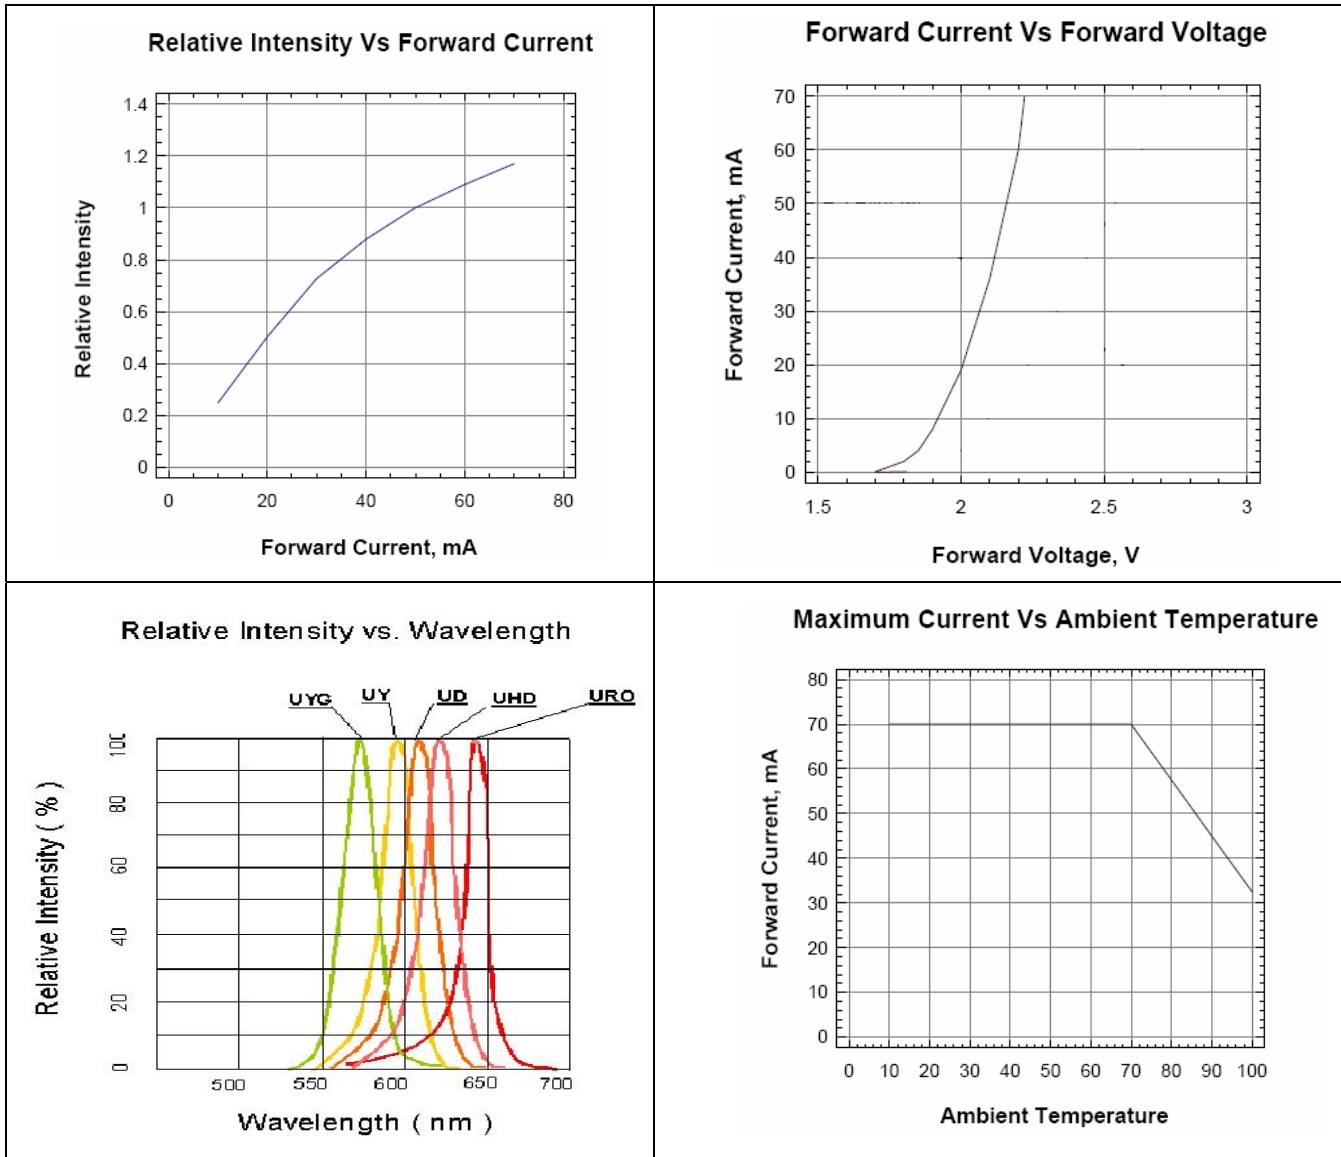 Relative Intensity Vs Forward Current
1.4
1.2
1
0.8
0.6
0.4
0.2
0
Relative Intensity
0 20 40 60 80
Forward Current, mA
Forward Current Vs Forward Voltage
70
60
50
40
30
20
10
0
Forward Current, mA
1.5 2 2.5 3
Forward Voltage, V
Relative Intensity vs. Wavelength
UYG UY UD UHD URO
100
80
60
40
20
0
Relative Intensity ( % )
500 550 600 650 700
Wavelength ( nm )
Maximum Current Vs Ambient Temperature
80
70
60
50
40
30
20
10
0
Forward Current, mA
0 10 20 30 40 50 60 70 80 90 100
Ambient Temperature